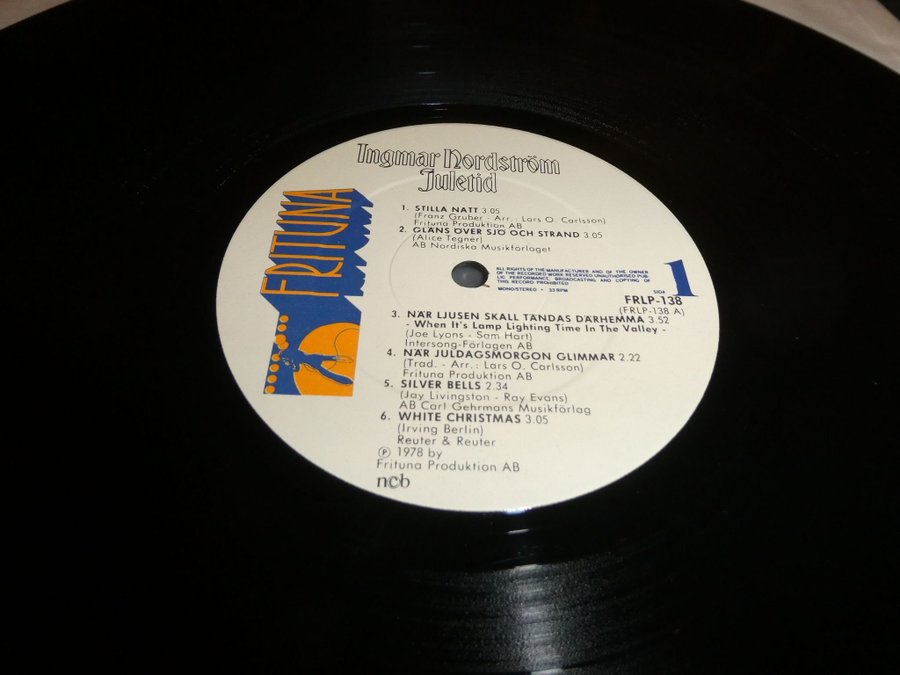 Ingmar Nordström
Juletid
1. STILLA NATT 3.05
(Franz Gruber - Arr.: Lars O. Carlsson)
Frituna Produktion AB
2. GLÄNS ÖVER SJÖ OCH STRAND 3.05
(Alice Tegner)
AB Nordiska Musikförlaget
FRITUNA
ALL RIGHTS OF THE MANUFACTURER AND OF THE OWNER
OF THE RECORDED WORK RESERVED UNAUTHORISED PUB-
LIC PERFORMANCE, BROADCASTING AND COPYING OF
THIS RECORD PROHIBITED
MONO/STEREO • 33 RPM
SIDA 1
FRLP-138
(FRLP-138 A)
3. NÄR LJUSEN SKALL TÄNDAS DÄRHEMMA 3.52
- When It's Lamp Lighting Time In The Valley -
(Joe Lyons - Sam Hart)
Intersong-Förlagen AB
4. NÄR JULDAGSMORGON GLIMMAR 2.22
(Trad. - Arr.: Lars O. Carlsson)
Frituna Produktion AB
5. SILVER BELLS 2.34
(Jay Livingston - Ray Evans)
AB Carl Gehrmans Musikförlag
6. WHITE CHRISTMAS 3.05
(Irving Berlin)
Reuter & Reuter
℗ 1978 by
Frituna Produktion AB
ncb